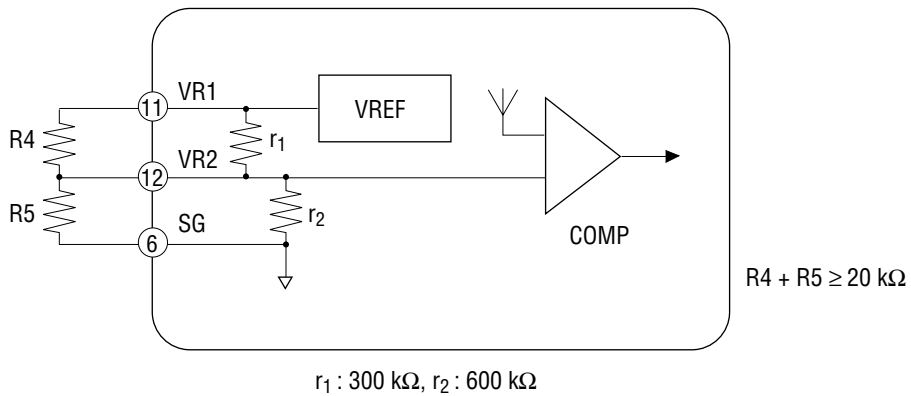 11
VR1
VREF
R4
r1
VR2
12
R5
r2
SG
6
COMP
R4 + R5 ≥ 20 kΩ
r1 : 300 kΩ, r2 : 600 kΩ